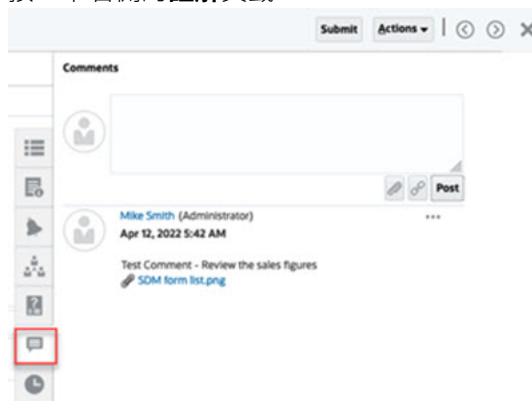 Submit Actions
Comments
Post
Mike Smith (Administrator)
Apr 12, 2022 5:42 AM
Test Comment - Review the sales figures
SDM form list.png